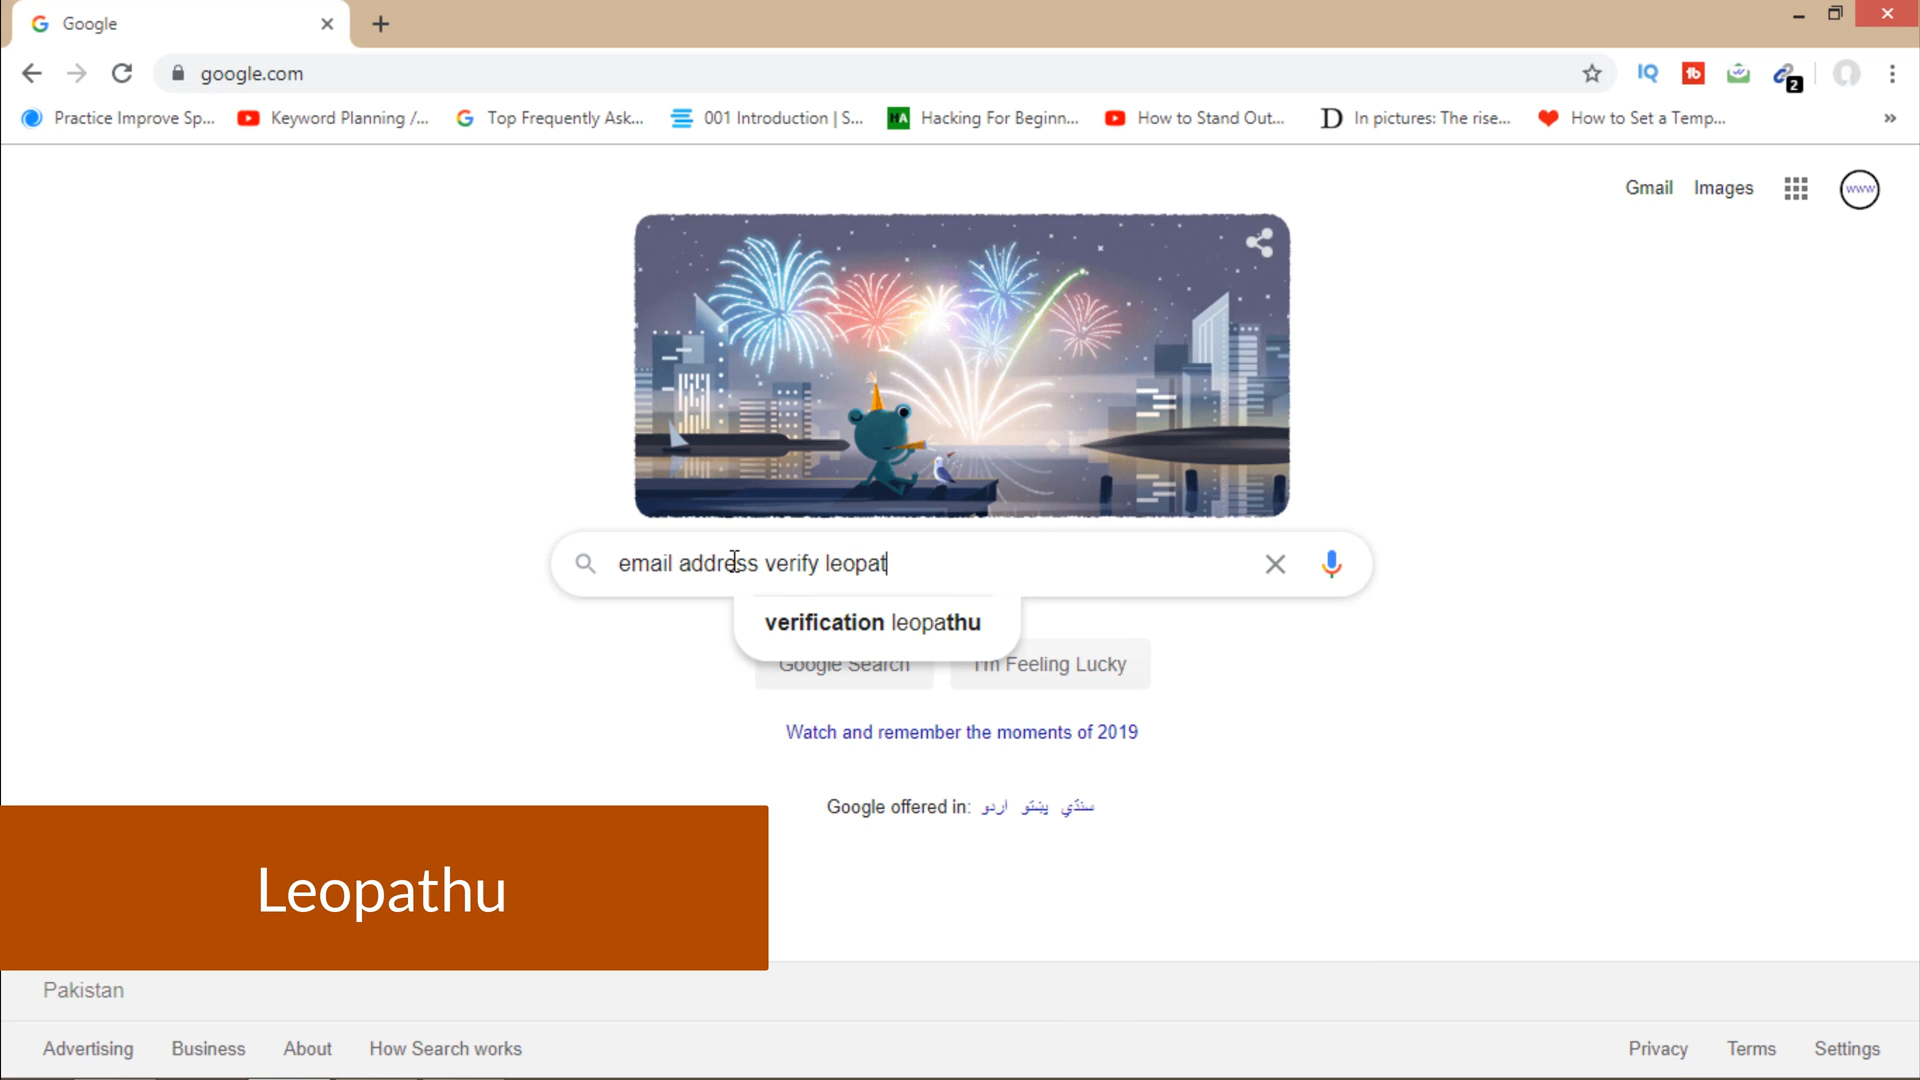 Google
google.com
IQ
tb
2
Practice Improve Sp...
Keyword Planning /...
Top Frequently Ask...
001 Introduction | S...
HA
Hacking For Beginn...
How to Stand Out...
D
In pictures: The rise...
How to Set a Temp...
»
Gmail
Images
www
email address verify leopat
verification leopathu
Google Search
I'm Feeling Lucky
Watch and remember the moments of 2019
Google offered in: اردو پښتو سنڌي
Leopathu
Pakistan
Advertising
Business
About
How Search works
Privacy
Terms
Settings